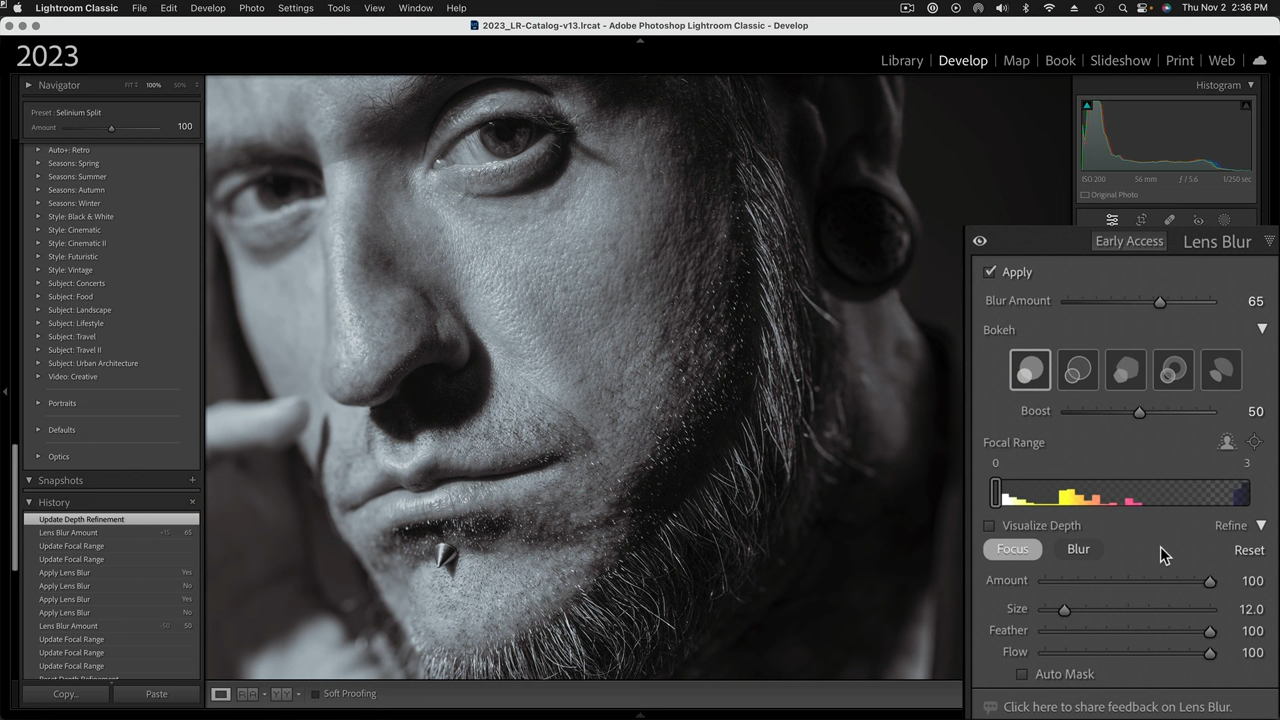 Lightroom Classic File Edit Develop Photo Settings Tools View Window Help Thu Nov 2 2:36 PM
2023_LR-Catalog-v13.lrcat - Adobe Photoshop Lightroom Classic - Develop
2023
Library | Develop | Map | Book | Slideshow | Print | Web
Navigator FIT 100% 50%
Preset : Selinium Split
Amount 100
Auto+: Retro
Seasons: Spring
Seasons: Summer
Seasons: Autumn
Seasons: Winter
Style: Black & White
Style: Cinematic
Style: Cinematic II
Style: Futuristic
Style: Vintage
Subject: Concerts
Subject: Food
Subject: Landscape
Subject: Lifestyle
Subject: Travel
Subject: Travel II
Subject: Urban Architecture
Video: Creative
Portraits
Defaults
Optics
Snapshots +
History ×
Update Depth Refinement
Lens Blur Amount +15 65
Update Focal Range
Update Focal Range
Apply Lens Blur Yes
Apply Lens Blur No
Apply Lens Blur Yes
Apply Lens Blur No
Lens Blur Amount -50 50
Update Focal Range
Update Focal Range
Update Focal Range
Reset Depth Refinement
Copy... Paste
Soft Proofing
Histogram
ISO 200 56 mm ƒ / 5.6 1/250 sec
Original Photo
Early Access Lens Blur
Apply
Blur Amount 65
Bokeh
Boost 50
Focal Range
0 3
Visualize Depth Refine
Focus Blur Reset
Amount 100
Size 12.0
Feather 100
Flow 100
Auto Mask
Click here to share feedback on Lens Blur.